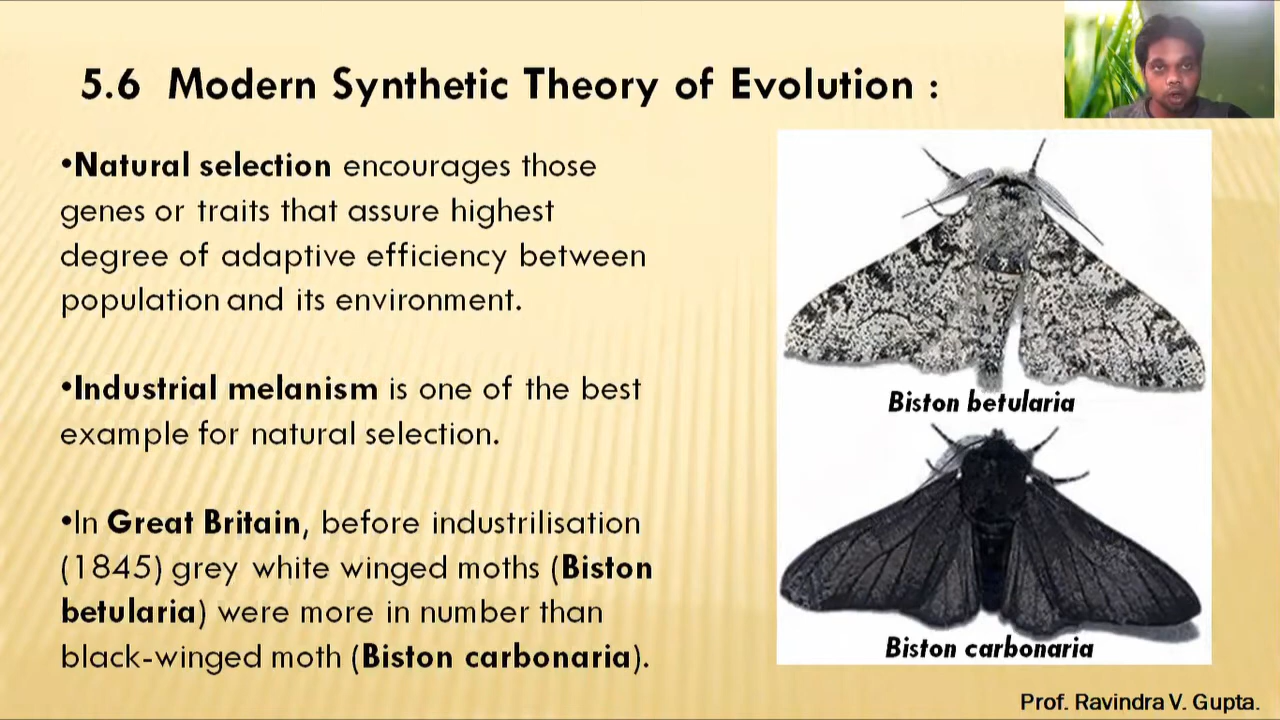 5.6 Modern Synthetic Theory of Evolution :
•Natural selection encourages those
genes or traits that assure highest
degree of adaptive efficiency between
population and its environment.
•Industrial melanism is one of the best
example for natural selection.
•In Great Britain, before industrilisation
(1845) grey white winged moths (Biston
betularia) were more in number than
black-winged moth (Biston carbonaria).
Biston betularia
Biston carbonaria
Prof. Ravindra V. Gupta.